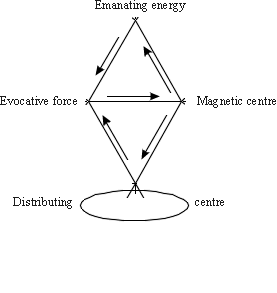 Emanating energy
Evocative force Magnetic centre
Distributing centre